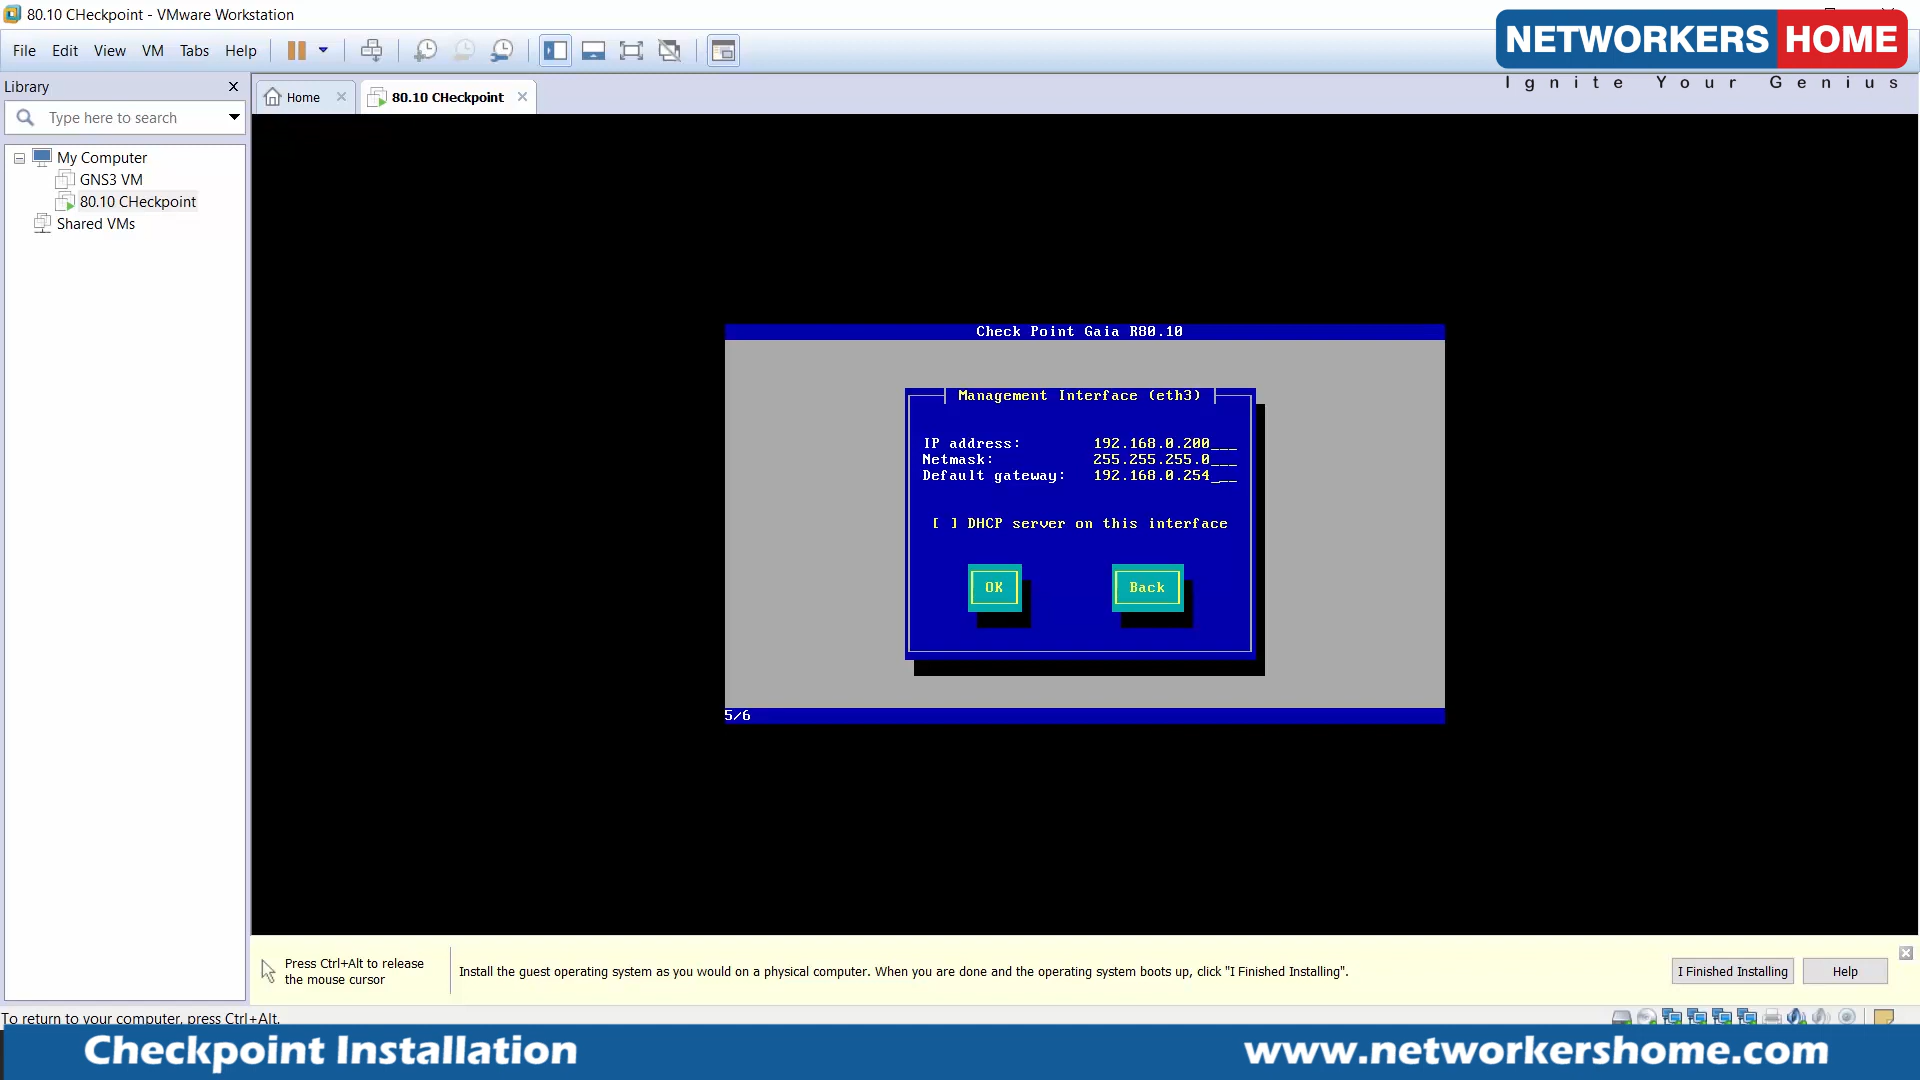 80.10 CHeckpoint - VMware Workstation
NETWORKERS HOME
Ignite Your Genius
File Edit View VM Tabs Help
Library
Home
80.10 CHeckpoint
Type here to search
My Computer
GNS3 VM
80.10 CHeckpoint
Shared VMs
Check Point Gaia R80.10
Management Interface (eth3)
IP address: 192.168.0.200___
Netmask: 255.255.255.0___
Default gateway: 192.168.0.254___
[ ] DHCP server on this interface
OK Back
5/6
Press Ctrl+Alt to release
the mouse cursor
Install the guest operating system as you would on a physical computer. When you are done and the operating system boots up, click "I Finished Installing".
I Finished Installing
Help
To return to your computer, press Ctrl+Alt.
Checkpoint Installation
www.networkershome.com